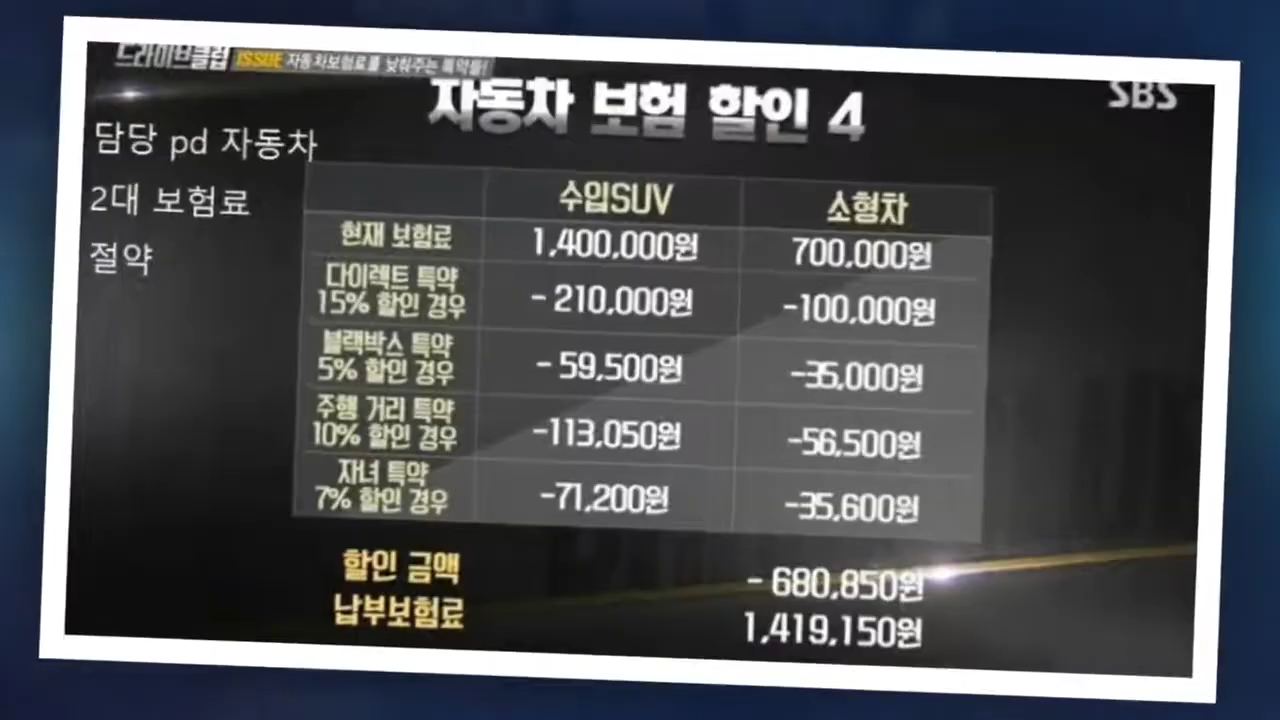 드라이브클럽 ISSUE 자동차보험료를 낮춰주는 특약들!
SBS
자동차 보험 할인 4
담당 pd 자동차
2대 보험료
절약
수입SUV 소형차
현재 보험료 1,400,000원 700,000원
다이렉트 특약
15% 할인 경우 - 210,000원 -100,000원
블랙박스 특약
5% 할인 경우 - 59,500원 -35,000원
주행 거리 특약
10% 할인 경우 -113,050원 -56,500원
자녀 특약
7% 할인 경우 -71,200원 -35,600원
할인 금액 - 680,850원
납부보험료 1,419,150원